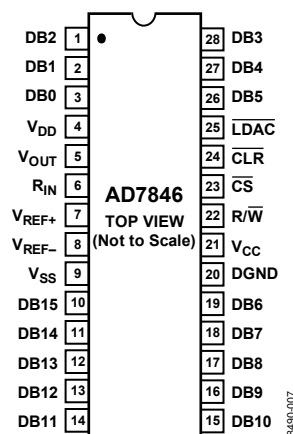 DB2 1 28 DB3
DB1 2 27 DB4
DB0 3 26 DB5
VDD 4 25 LDAC
VOUT 5 24 CLR
RIN 6 23 CS
AD7846
VREF+ 7 22 R/W
TOP VIEW
VREF– 8 21 VCC
(Not to Scale)
VSS 9 20 DGND
DB15 10 19 DB6
DB14 11 18 DB7
DB13 12 17 DB8
DB12 13 16 DB9
DB11 14 15 DB10
8490-007